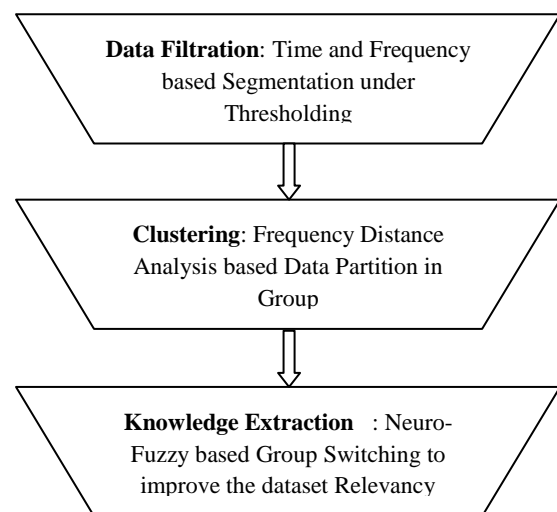 Data Filtration: Time and Frequency
based Segmentation under
Thresholding
Clustering: Frequency Distance
Analysis based Data Partition in
Group
Knowledge Extraction : Neuro-
Fuzzy based Group Switching to
improve the dataset Relevancy